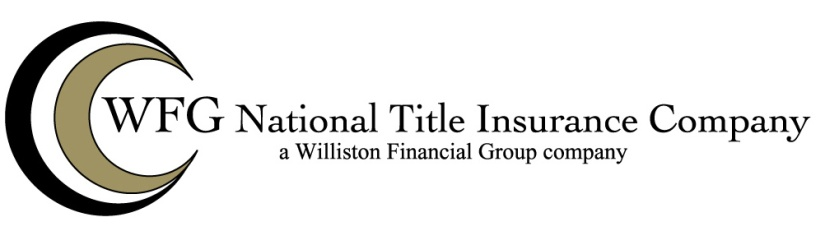 WFG National Title Insurance Company
a Williston Financial Group company